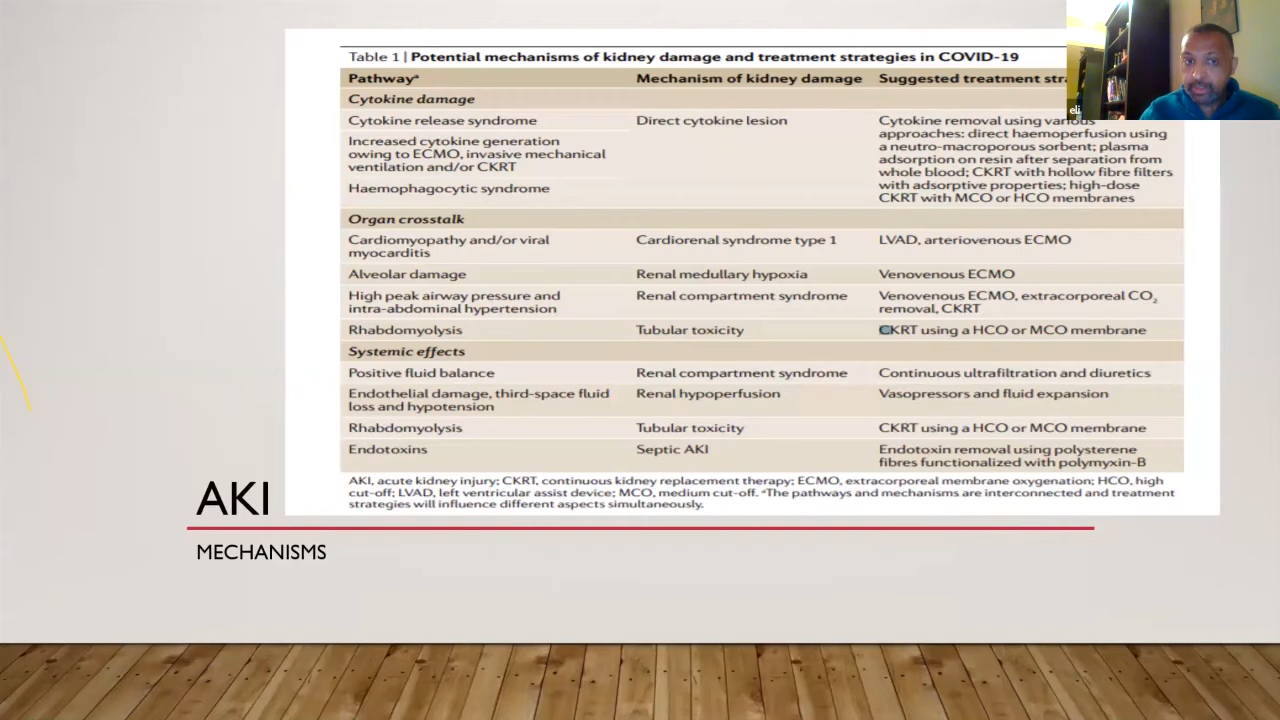 Table 1 | Potential mechanisms of kidney damage and treatment strategies in COVID-19
Pathwayᵃ Mechanism of kidney damage Suggested treatment stra
Cytokine damage
Cytokine release syndrome
Increased cytokine generation
owing to ECMO, invasive mechanical
ventilation and/or CKRT
Haemophagocytic syndrome
Direct cytokine lesion
Cytokine removal using various
approaches: direct haemoperfusion using
a neutro-macroporous sorbent; plasma
adsorption on resin after separation from
whole blood; CKRT with hollow fibre filters
with adsorptive properties; high-dose
CKRT with MCO or HCO membranes
Organ crosstalk
Cardiomyopathy and/or viral
myocarditis
Cardiorenal syndrome type 1
LVAD, arteriovenous ECMO
Alveolar damage
Renal medullary hypoxia
Venovenous ECMO
High peak airway pressure and
intra-abdominal hypertension
Renal compartment syndrome
Venovenous ECMO, extracorporeal CO₂
removal, CKRT
Rhabdomyolysis
Tubular toxicity
CKRT using a HCO or MCO membrane
Systemic effects
Positive fluid balance
Renal compartment syndrome
Continuous ultrafiltration and diuretics
Endothelial damage, third-space fluid
loss and hypotension
Renal hypoperfusion
Vasopressors and fluid expansion
Rhabdomyolysis
Tubular toxicity
CKRT using a HCO or MCO membrane
Endotoxins
Septic AKI
Endotoxin removal using polysterene
fibres functionalized with polymyxin-B
AKI, acute kidney injury; CKRT, continuous kidney replacement therapy; ECMO, extracorporeal membrane oxygenation; HCO, high
cut-off; LVAD, left ventricular assist device; MCO, medium cut-off. ᵃThe pathways and mechanisms are interconnected and treatment
strategies will influence different aspects simultaneously.
AKI
MECHANISMS
eli